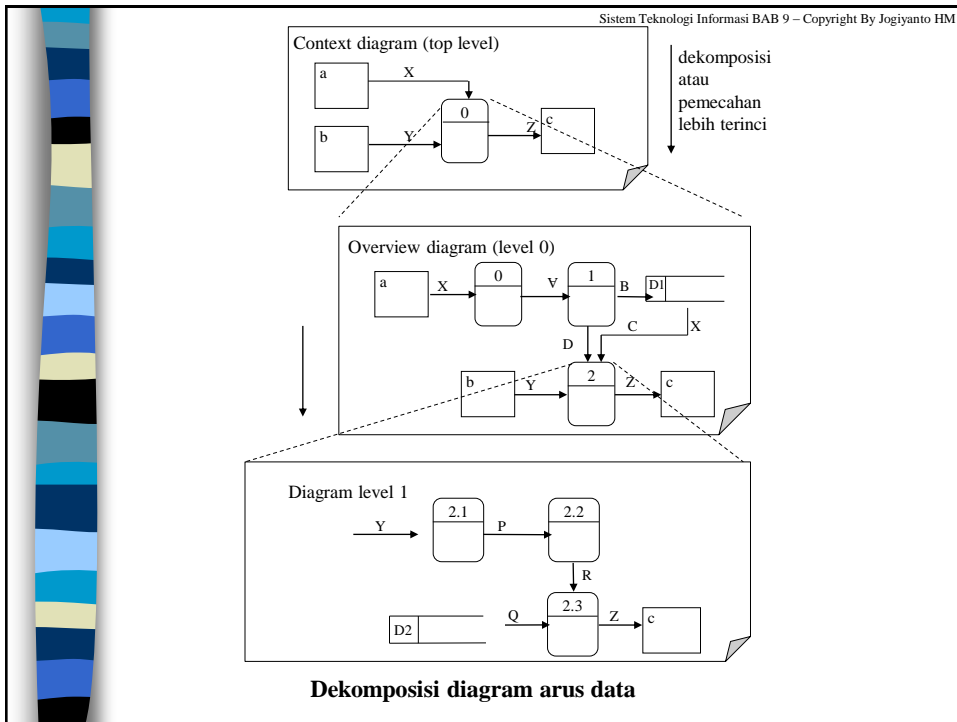 Sistem Teknologi Informasi BAB 9 – Copyright By Jogiyanto HM
Context diagram (top level)
a
X
0
b
Y
Z
c
dekomposisi
atau
pemecahan
lebih terinci
Overview diagram (level 0)
a
X
0
∀
1
B
D1
C
X
D
2
b
Y
Z
c
Diagram level 1
Y
2.1
P
2.2
R
2.3
D2
Q
Z
c
Dekomposisi diagram arus data